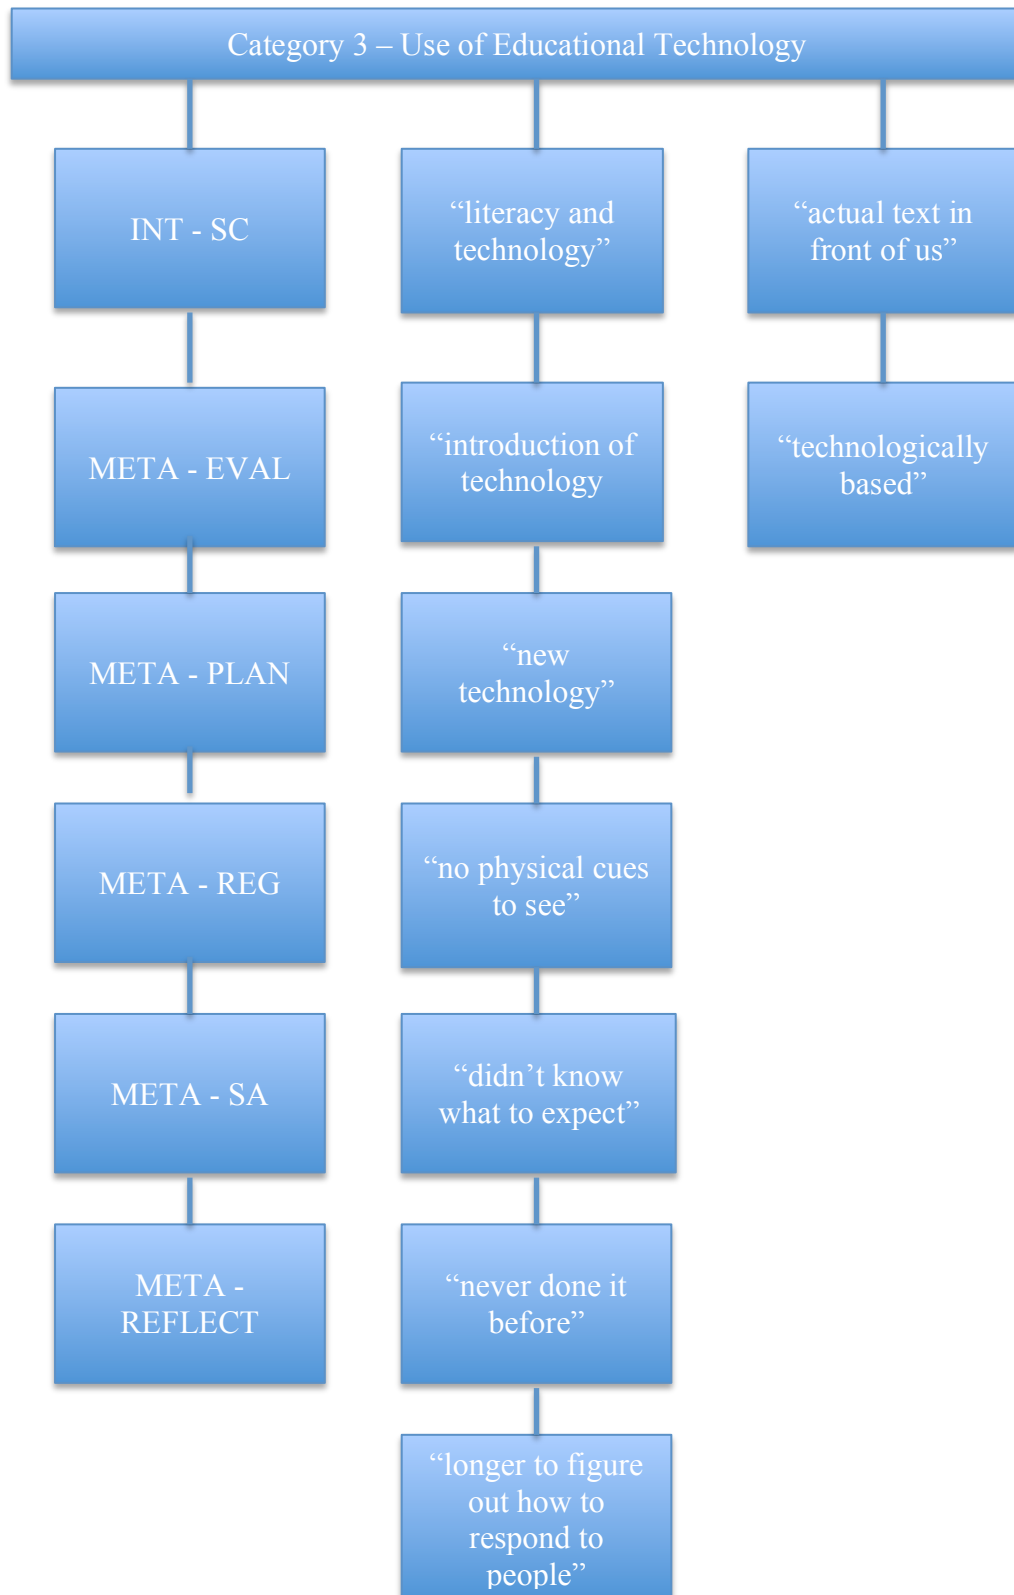 Category 3 – Use of Educational Technology
INT - SC
META - EVAL
META - PLAN
META - REG
META - SA
META -
REFLECT
“literacy and
technology”
“introduction of
technology
“new
technology”
“no physical cues
to see”
“didn’t know
what to expect”
“never done it
before”
“longer to figure
out how to
respond to
people”
“actual text in
front of us”
“technologically
based”